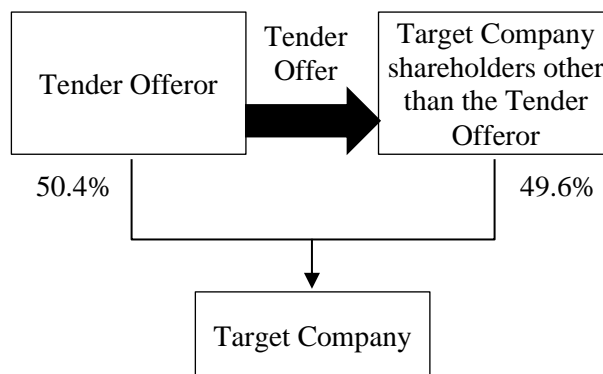 Tender Offeror
Tender
Offer
Target Company
shareholders other
than the Tender
Offeror
50.4%
49.6%
Target Company